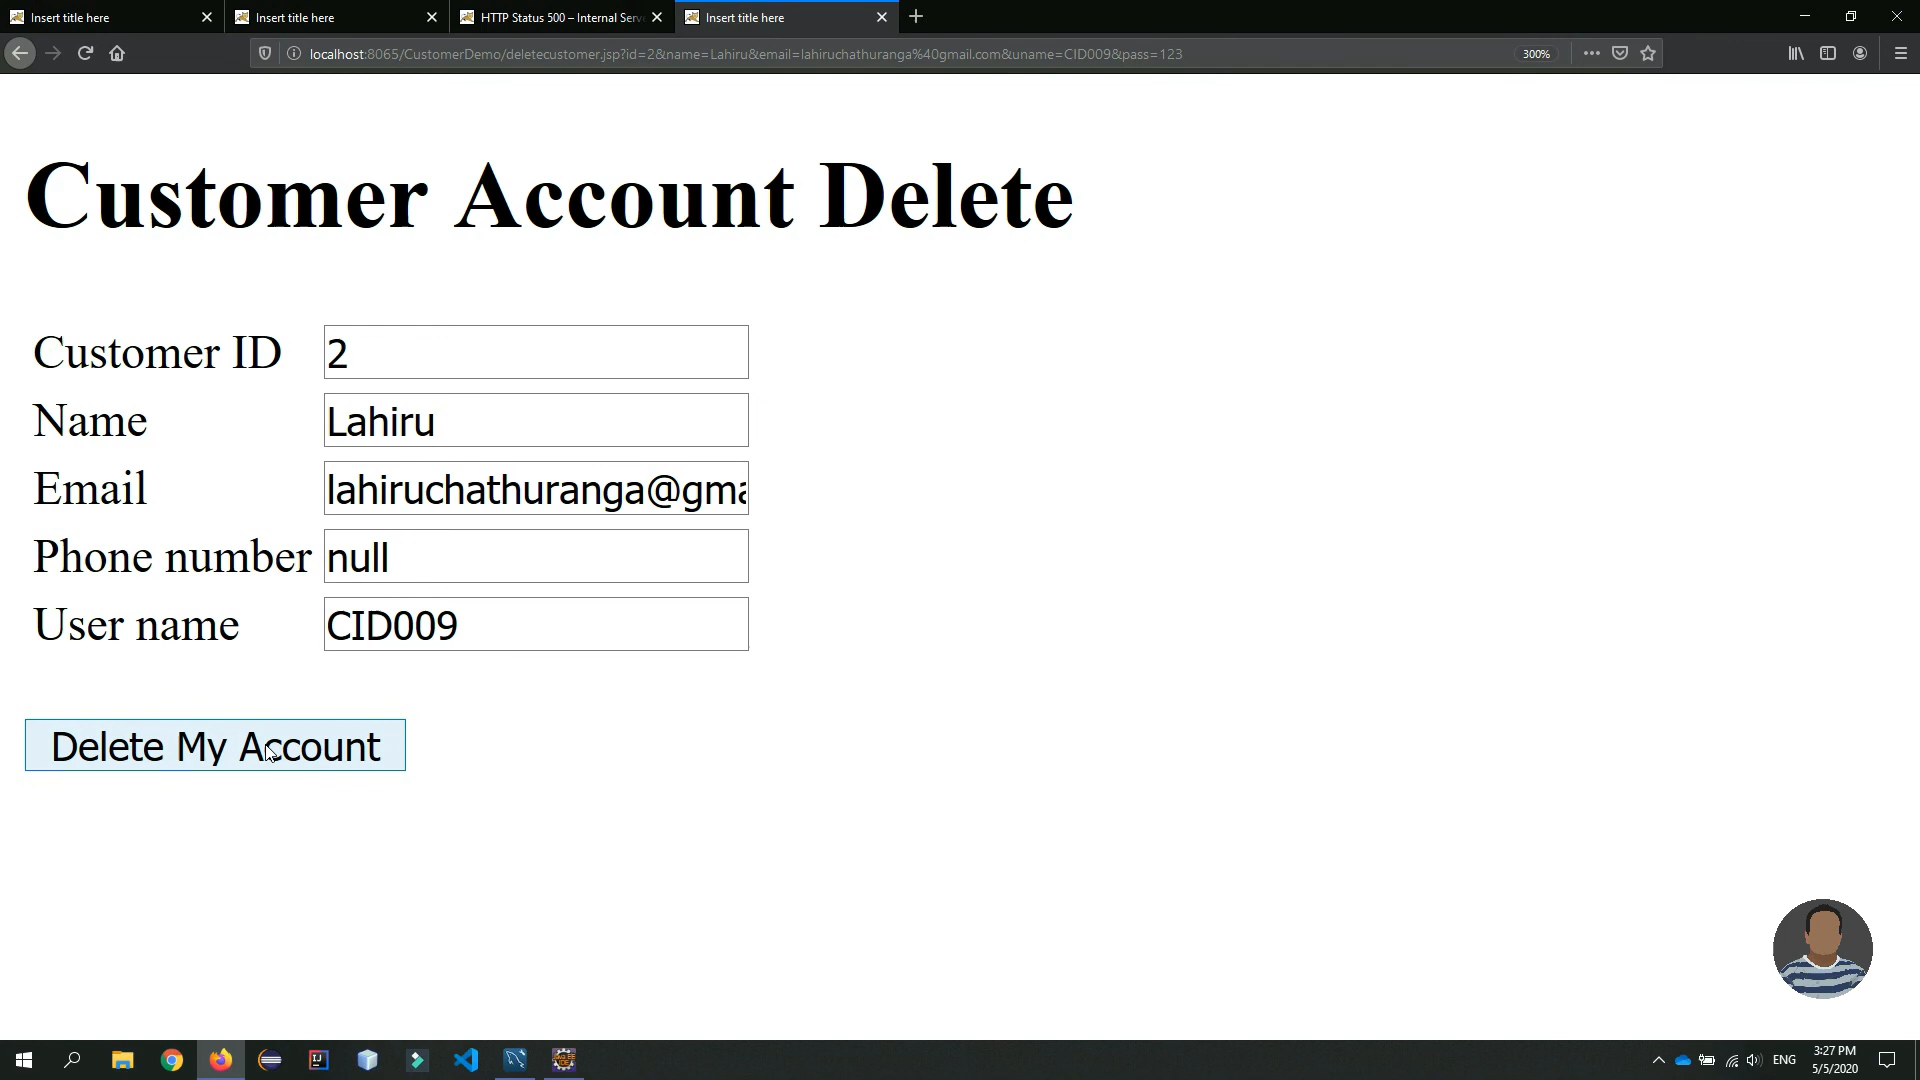 Insert title here
Insert title here
HTTP Status 500 – Internal Serv
Insert title here
localhost:8065/CustomerDemo/deletecustomer.jsp?id=2&name=Lahiru&email=lahiruchathuranga%40gmail.com&uname=CID009&pass=123
300%
Customer Account Delete
Customer ID 2
Name Lahiru
Email lahiruchathuranga@gma
Phone number null
User name CID009
Delete My Account
ENG
3:27 PM
5/5/2020